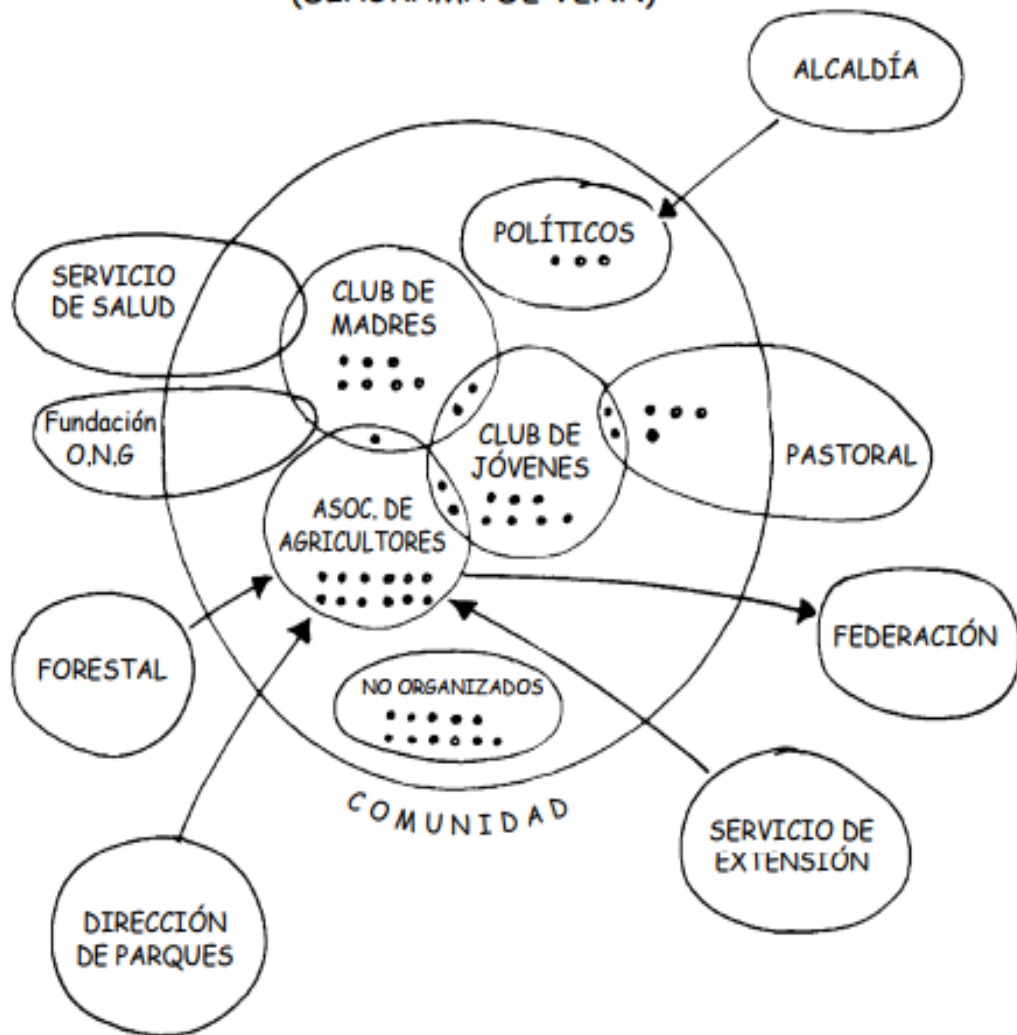 ALCALDÍA
POLÍTICOS
SERVICIO
DE SALUD
CLUB DE
MADRES
Fundación
O.N.G
CLUB DE
JÓVENES
PASTORAL
ASOC. DE
AGRICULTORES
FORESTAL
FEDERACIÓN
NO ORGANIZADOS
COMUNIDAD
SERVICIO DE
EXTENSIÓN
DIRECCIÓN
DE PARQUES